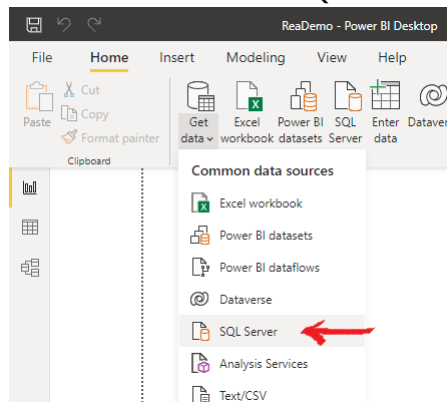 ReaDemo - Power BI Desktop
File Home Insert Modeling View Help
Paste
Cut
Copy
Format painter
Clipboard
Get data
Excel workbook
Power BI datasets
SQL Server
Enter data
Common data sources
Excel workbook
Power BI datasets
Power BI dataflows
Dataverse
SQL Server
Analysis Services
Text/CSV